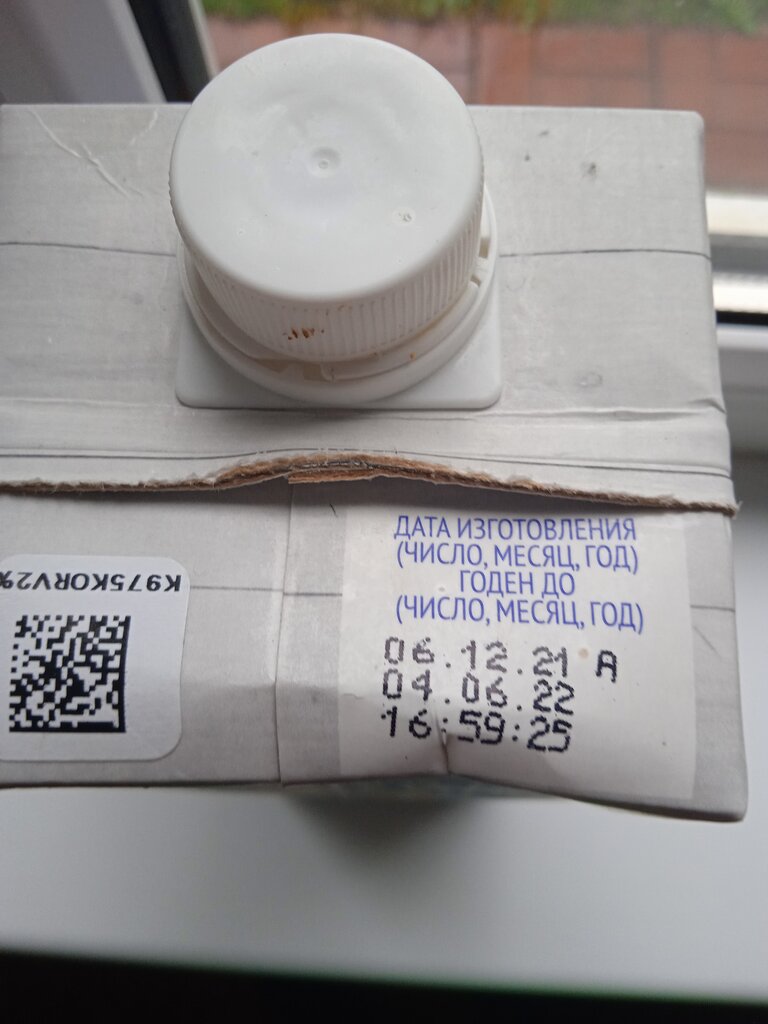 ДАТА ИЗГОТОВЛЕНИЯ
(ЧИСЛО, МЕСЯЦ, ГОД)
ГОДЕН ДО
(ЧИСЛО, МЕСЯЦ, ГОД)
06.12.21 A
04.06.22
16:59:25
K975KORV2%